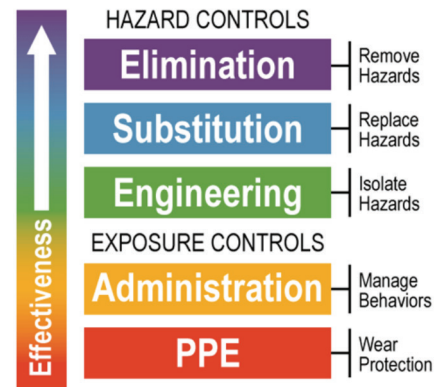 HAZARD CONTROLS
Elimination
Remove
Hazards
Substitution
Replace
Hazards
Engineering
Isolate
Hazards
EXPOSURE CONTROLS
Administration
Manage
Behaviors
PPE
Wear
Protection
Effectiveness